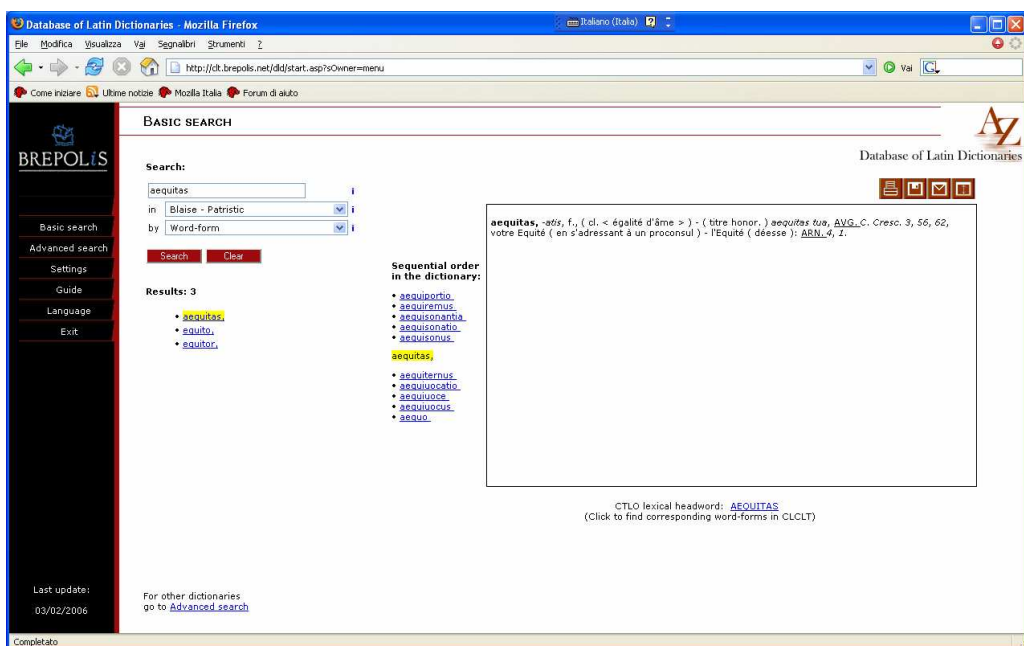 Database of Latin Dictionaries - Mozilla Firefox
Italiano (Italia)
File Modifica Visualizza Vai Segnalibri Strumenti ?
http://clt.brepolis.net/dld/start.asp?sOwner=menu
Vai
Come iniziare Ultime notizie Mozilla Italia Forum di aiuto
BREPOLiS
Basic search
Advanced search
Settings
Guide
Language
Exit
Last update:
03/02/2006
BASIC SEARCH
AZ
Database of Latin Dictionaries
Search:
aequitas i
in Blaise - Patristic i
by Word-form i
Search Clear
Results: 3
• aequitas,
• equito,
• equitor,
Sequential order
in the dictionary:
• aequiportio
• aequiremus
• aequisonantia
• aequisonatio
• aequisonus
aequitas,
• aequiternus
• aequiuocatio
• aequiuoce
• aequiuocus
• aequo
aequitas, -atis, f., ( cl. < égalité d'âme > ) - ( titre honor. ) aequitas tua, AVG. C. Cresc. 3, 56, 62,
votre Equité ( en s'adressant à un proconsul ) - l'Equité ( déesse ): ARN. 4, 1.
CTLO lexical headword: AEQUITAS
(Click to find corresponding word-forms in CLCLT)
For other dictionaries
go to Advanced search
Completato